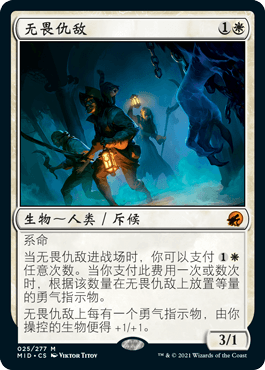 无畏仇敌 1
生物～人类／斥候
系命
当无畏仇敌进战场时，你可以支付 1
任意次数。当你支付此费用一次或数次
时，根据该数量在无畏仇敌上放置等量
的勇气指示物。
无畏仇敌上每有一个勇气指示物，由你
操控的生物便得 +1/+1。
3/1
025/277 M
MID • CS VIKTOR TITOV
™ & © 2021 Wizards of the Coast